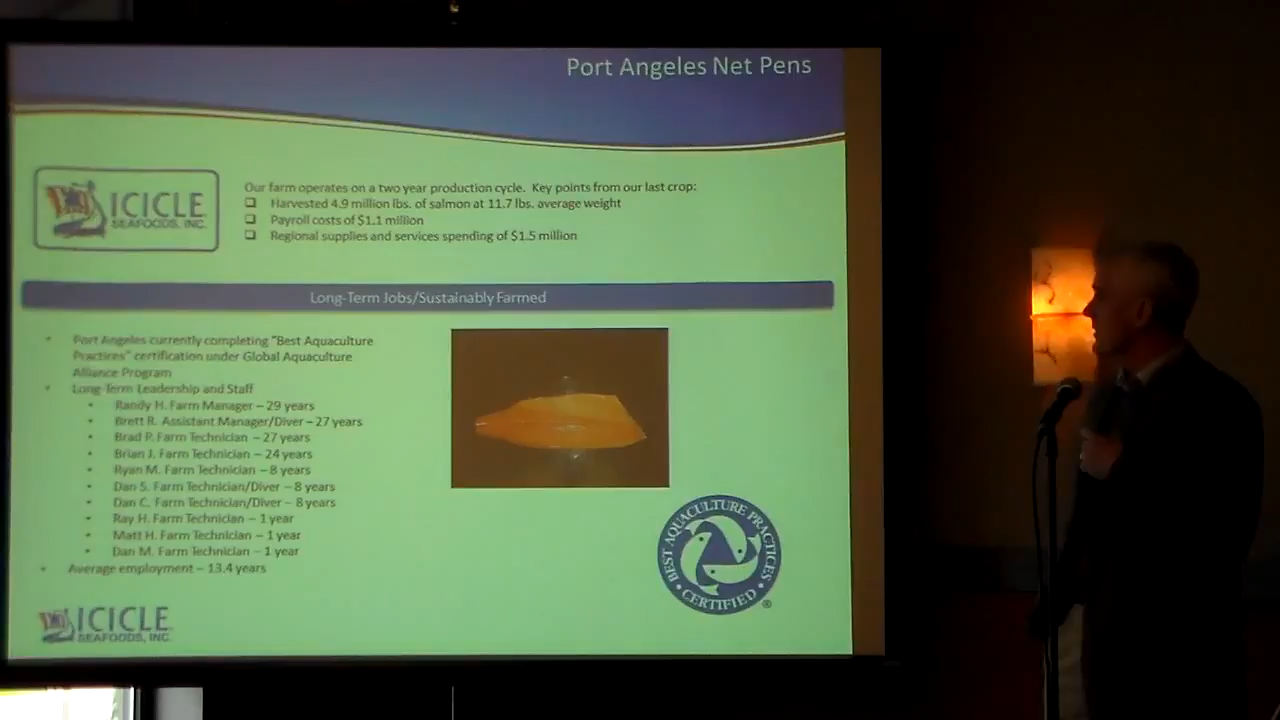 Port Angeles Net Pens
ICICLE
SEAFOODS, INC.
Our farm operates on a two year production cycle. Key points from our last crop:
Harvested 4.9 million lbs. of salmon at 11.7 lbs. average weight
Payroll costs of $1.1 million
Regional supplies and services spending of $1.5 million
Long-Term Jobs/Sustainably Farmed
Port Angeles currently completing "Best Aquaculture
Practices" certification under Global Aquaculture
Alliance Program
Long-Term Leadership and Staff
Randy H. Farm Manager – 29 years
Brett R. Assistant Manager/Diver – 27 years
Brad P. Farm Technician – 27 years
Brian J. Farm Technician – 24 years
Ryan M. Farm Technician – 8 years
Dan S. Farm Technician/Diver – 8 years
Dan C. Farm Technician/Diver – 8 years
Ray H. Farm Technician – 1 year
Matt H. Farm Technician – 1 year
Dan M. Farm Technician – 1 year
Average employment – 13.4 years
BEST AQUACULTURE PRACTICES
• CERTIFIED •
®
ICICLE
SEAFOODS, INC.